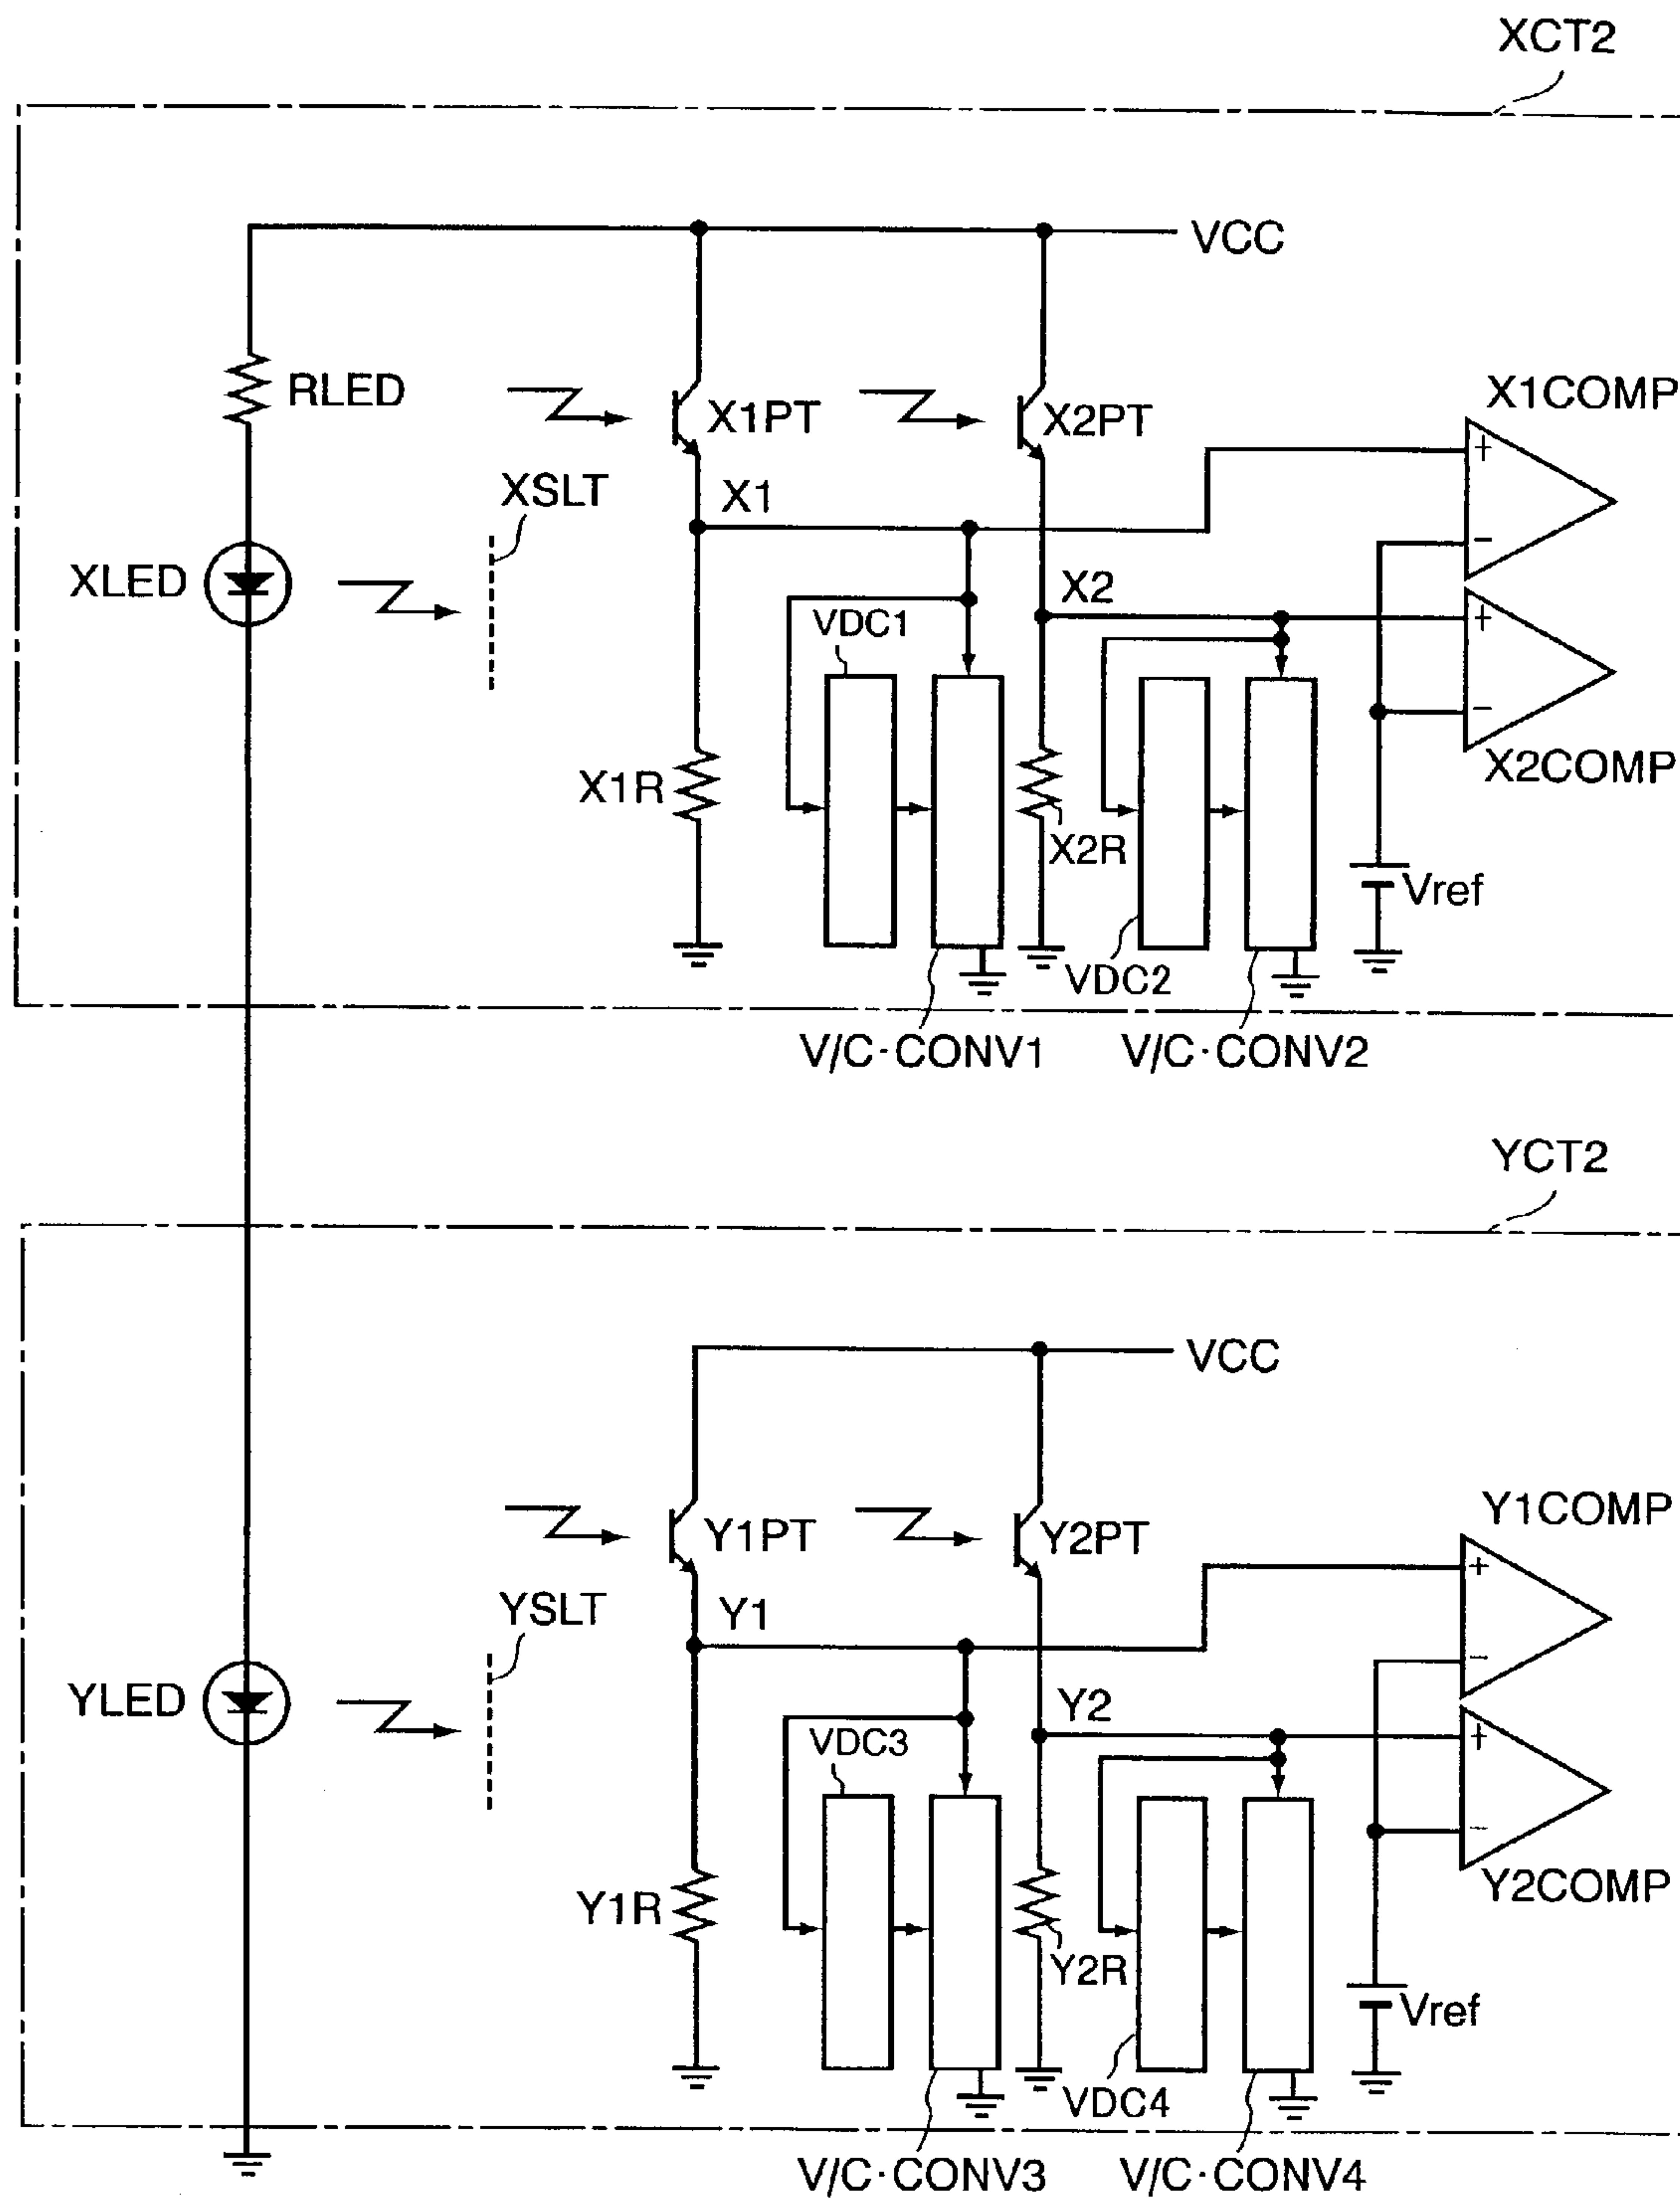 XCT2
VCC
RLED
X1PT
X2PT
X1COMP
XSLT
X1
+
−
XLED
X2
VDC1
+
−
X1R
X2R
X2COMP
Vref
VDC2
V/C·CONV1
V/C·CONV2
YCT2
VCC
Y1PT
Y2PT
Y1COMP
YSLT
Y1
+
−
YLED
Y2
VDC3
+
−
Y1R
Y2R
Y2COMP
Vref
VDC4
V/C·CONV3
V/C·CONV4